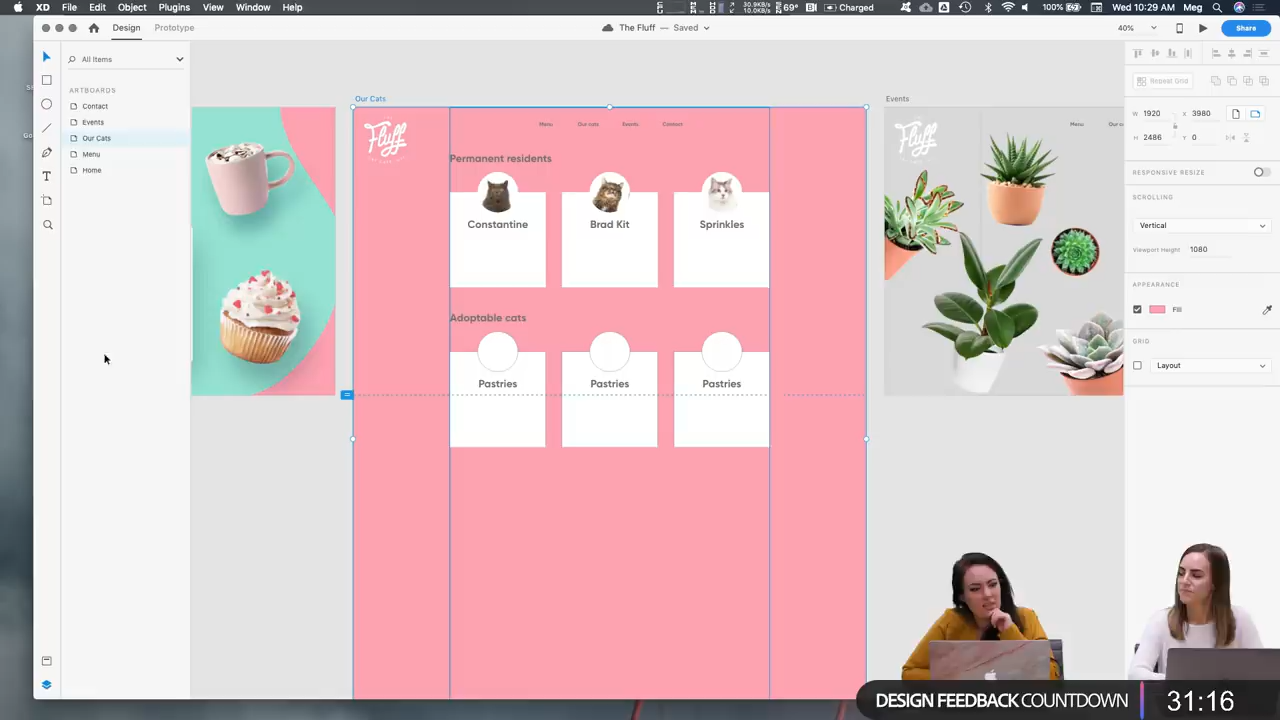 XD File Edit Object Plugins View Window Help
69° Charged 100% Wed 10:29 AM Meg
Design Prototype
The Fluff — Saved
40%
Share
All Items
ARTBOARDS
Contact
Events
Our Cats
Menu
Home
Our Cats
Fluff
Menu Our cats Events Contact
Permanent residents
Constantine Brad Kit Sprinkles
Adoptable cats
Pastries Pastries Pastries
Events
Fluff
Menu Our c
Repeat Grid
W 1920 X 3980
H 2486 Y 0
RESPONSIVE RESIZE
SCROLLING
Vertical
Viewport Height 1080
APPEARANCE
Fill
GRID
Layout
DESIGN FEEDBACK COUNTDOWN 31:16